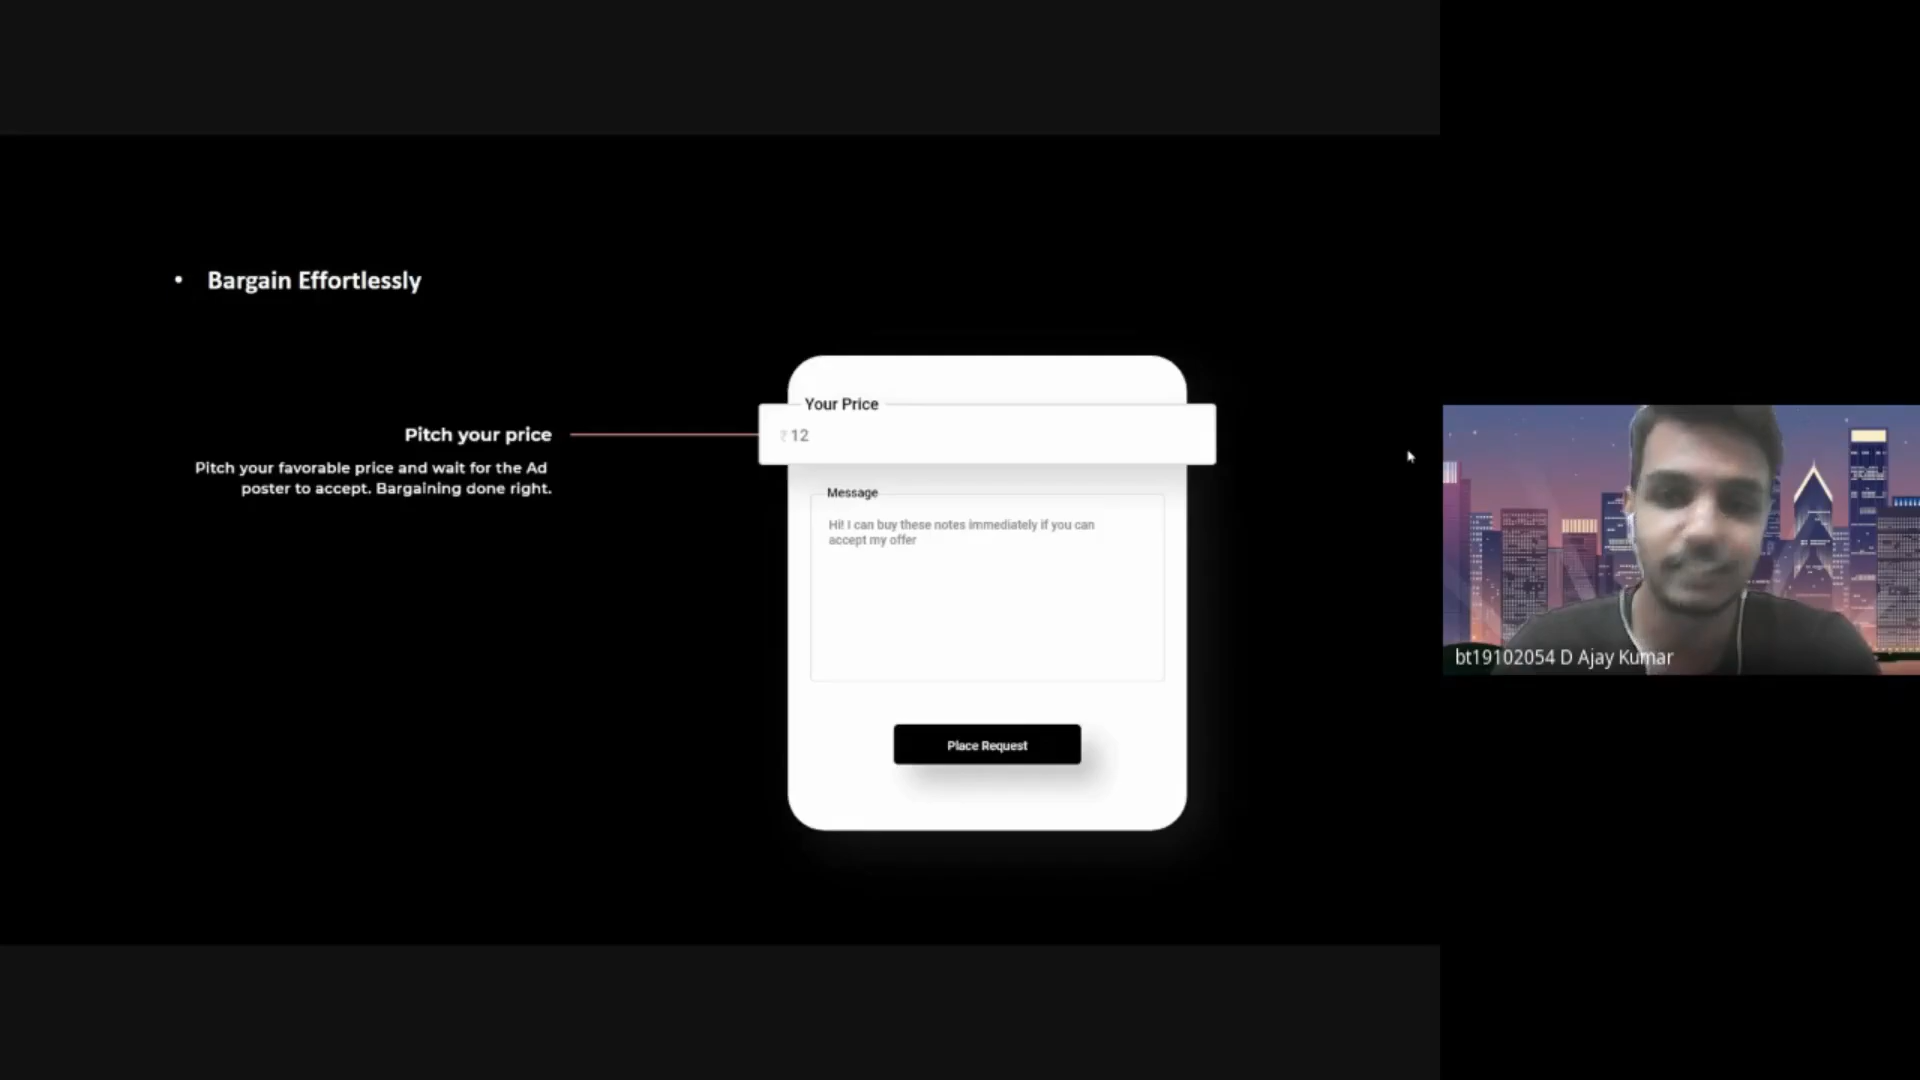 • Bargain Effortlessly
Pitch your price
Pitch your favorable price and wait for the Ad
poster to accept. Bargaining done right.
Your Price
₹ 12
Message
Hi! I can buy these notes immediately if you can
accept my offer
Place Request
bt19102054 D Ajay Kumar